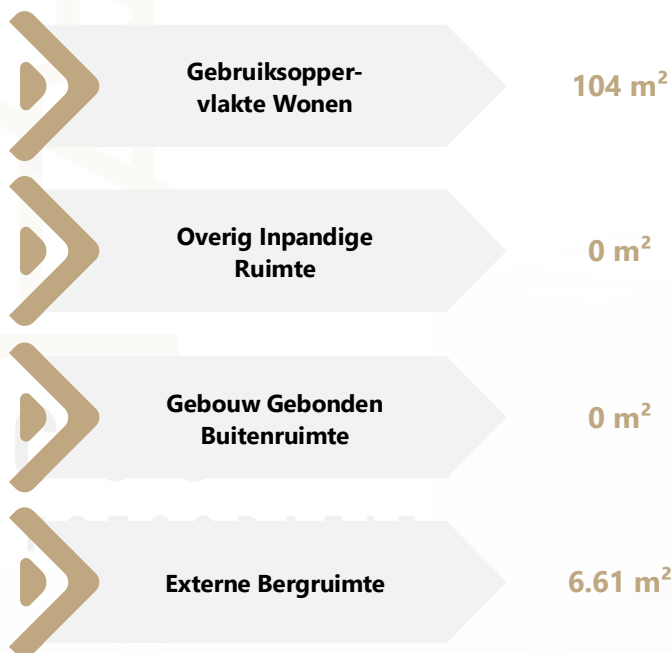 Gebruiksopper-
vlakte Wonen
104 m²
Overig Inpandige
Ruimte
0 m²
Gebouw Gebonden
Buitenruimte
0 m²
Externe Bergruimte
6.61 m²